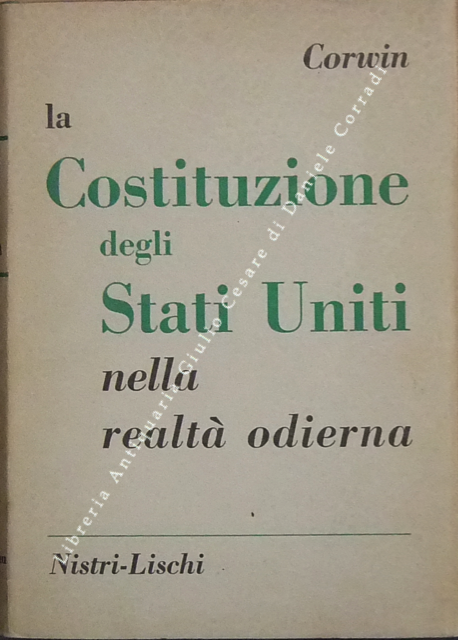 Corwin
la
Costituzione
degli
Stati Uniti
nella
realtà odierna
Nistri-Lischi
Libreria Antiquaria Giulio Cesare di Daniele Corradi